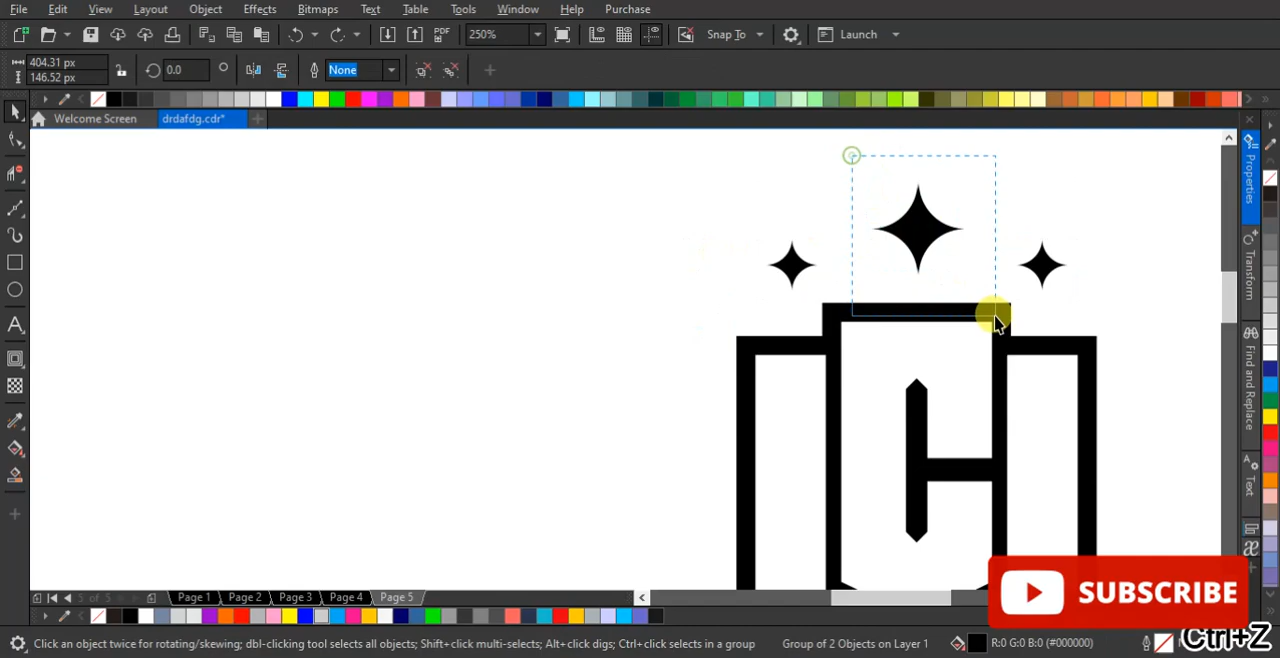 File Edit View Layout Object Effects Bitmaps Text Table Tools Window Help Purchase
PDF 250% Snap To Launch
404.31 px
146.52 px
0.0 None
Welcome Screen drdafdg.cdr*
Properties
Transform
Find and Replace
Text
Page 1 Page 2 Page 3 Page 4 Page 5
SUBSCRIBE
Click an object twice for rotating/skewing; dbl-clicking tool selects all objects; Shift+click multi-selects; Alt+click digs; Ctrl+click selects in a group Group of 2 Objects on Layer 1 R:0 G:0 B:0 (#000000)
Ctrl+Z